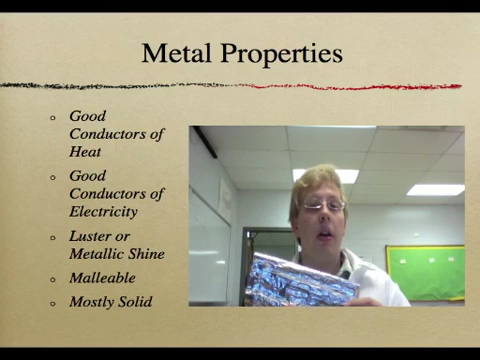 Metal Properties
Good
Conductors of
Heat
Good
Conductors of
Electricity
Luster or
Metallic Shine
Malleable
Mostly Solid